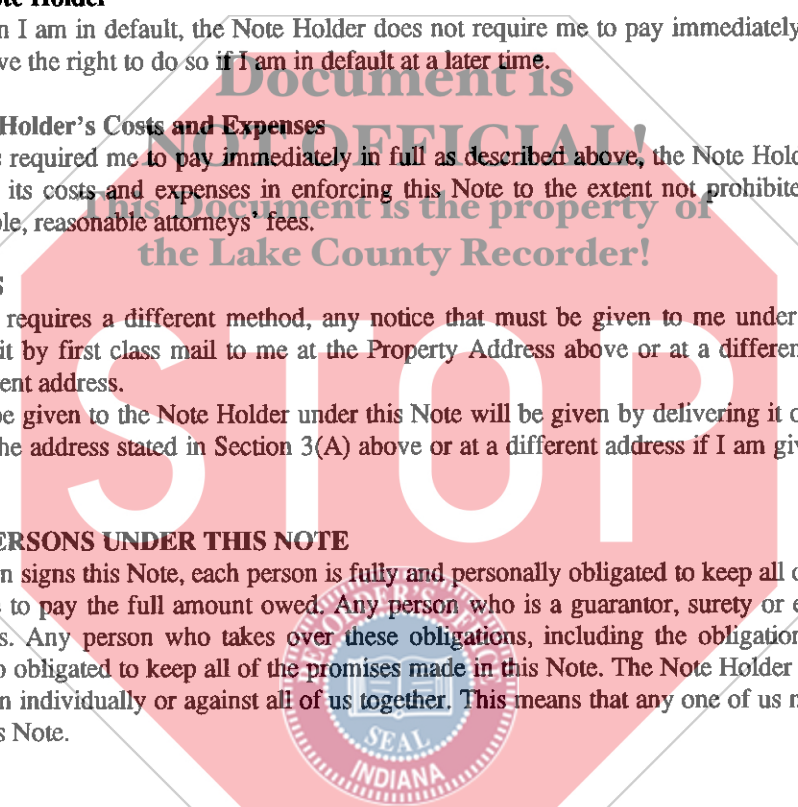 ote Holder
n I am in default, the Note Holder does not require me to pay immediately
ve the right to do so if I am in default at a later time.
Document is
Holder's Costs and Expenses
NOT OFFICIAL!
s required me to pay immediately in full as described above, the Note Hold
its costs and expenses in enforcing this Note to the extent not prohibite
This Document is the property of
le, reasonable attorneys' fees.
the Lake County Recorder!
S
requires a different method, any notice that must be given to me under
it by first class mail to me at the Property Address above or at a differen
ent address.
be given to the Note Holder under this Note will be given by delivering it o
he address stated in Section 3(A) above or at a different address if I am giv
STOP
ERSONS UNDER THIS NOTE
n signs this Note, each person is fully and personally obligated to keep all o
s to pay the full amount owed. Any person who is a guarantor, surety or e
s. Any person who takes over these obligations, including the obligation
o obligated to keep all of the promises made in this Note. The Note Holder
n individually or against all of us together. This means that any one of us m
s Note.
RECORDER'S OFFICE
SEAL
INDIANA